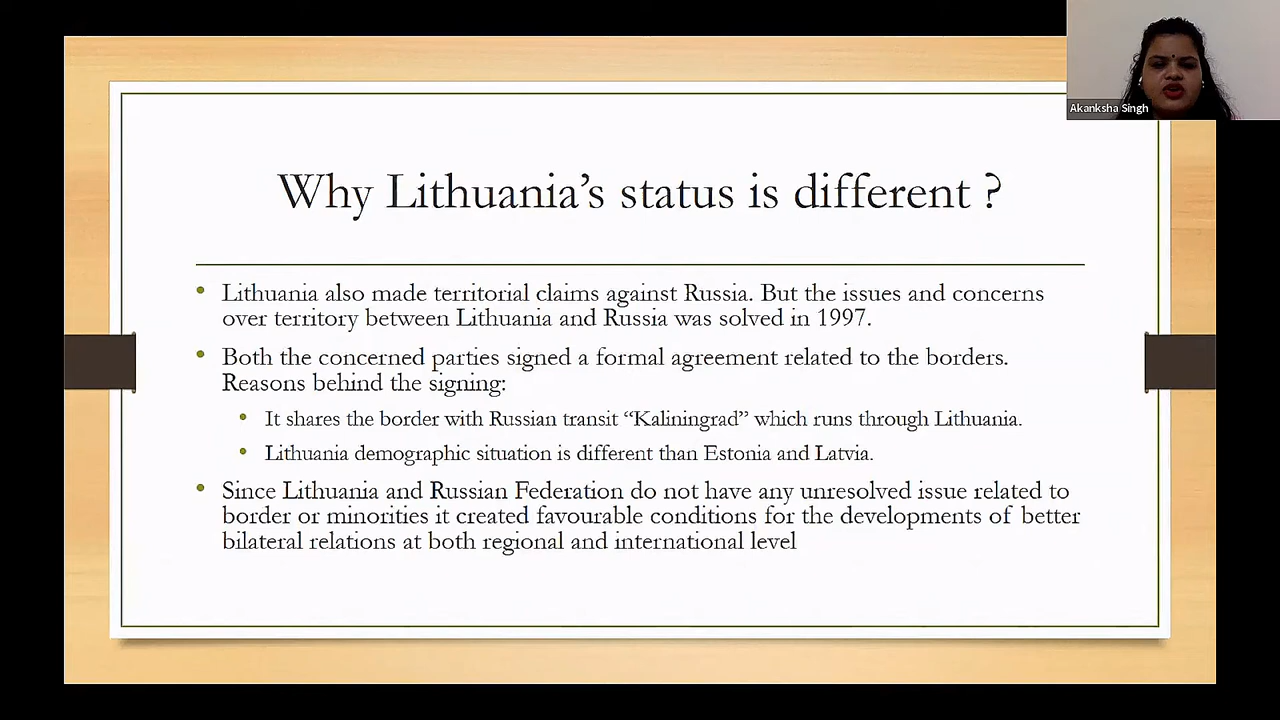 Akanksha Singh
Why Lithuania's status is different ?
• Lithuania also made territorial claims against Russia. But the issues and concerns
over territory between Lithuania and Russia was solved in 1997.
• Both the concerned parties signed a formal agreement related to the borders.
Reasons behind the signing:
• It shares the border with Russian transit “Kaliningrad” which runs through Lithuania.
• Lithuania demographic situation is different than Estonia and Latvia.
• Since Lithuania and Russian Federation do not have any unresolved issue related to
border or minorities it created favourable conditions for the developments of better
bilateral relations at both regional and international level